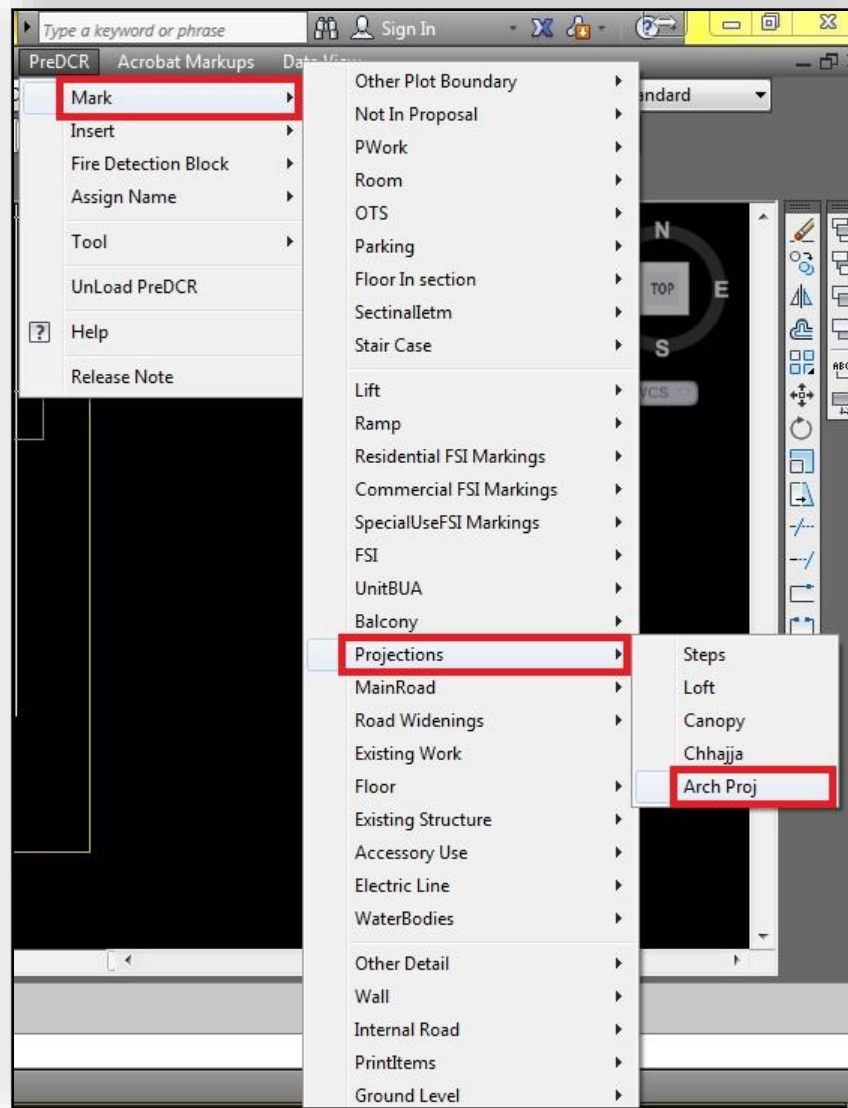 Type a keyword or phrase
Sign In
PreDCR Acrobat Markups
Mark
Insert
Fire Detection Block
Assign Name
Tool
UnLoad PreDCR
Help
Release Note
Other Plot Boundary
Not In Proposal
PWork
Room
OTS
Parking
Floor In section
SectinalIetm
Stair Case
Lift
Ramp
Residential FSI Markings
Commercial FSI Markings
SpecialUseFSI Markings
FSI
UnitBUA
Balcony
Projections
MainRoad
Road Widenings
Existing Work
Floor
Existing Structure
Accessory Use
Electric Line
WaterBodies
Other Detail
Wall
Internal Road
PrintItems
Ground Level
Steps
Loft
Canopy
Chhajja
Arch Proj
andard
N
TOP
E
S